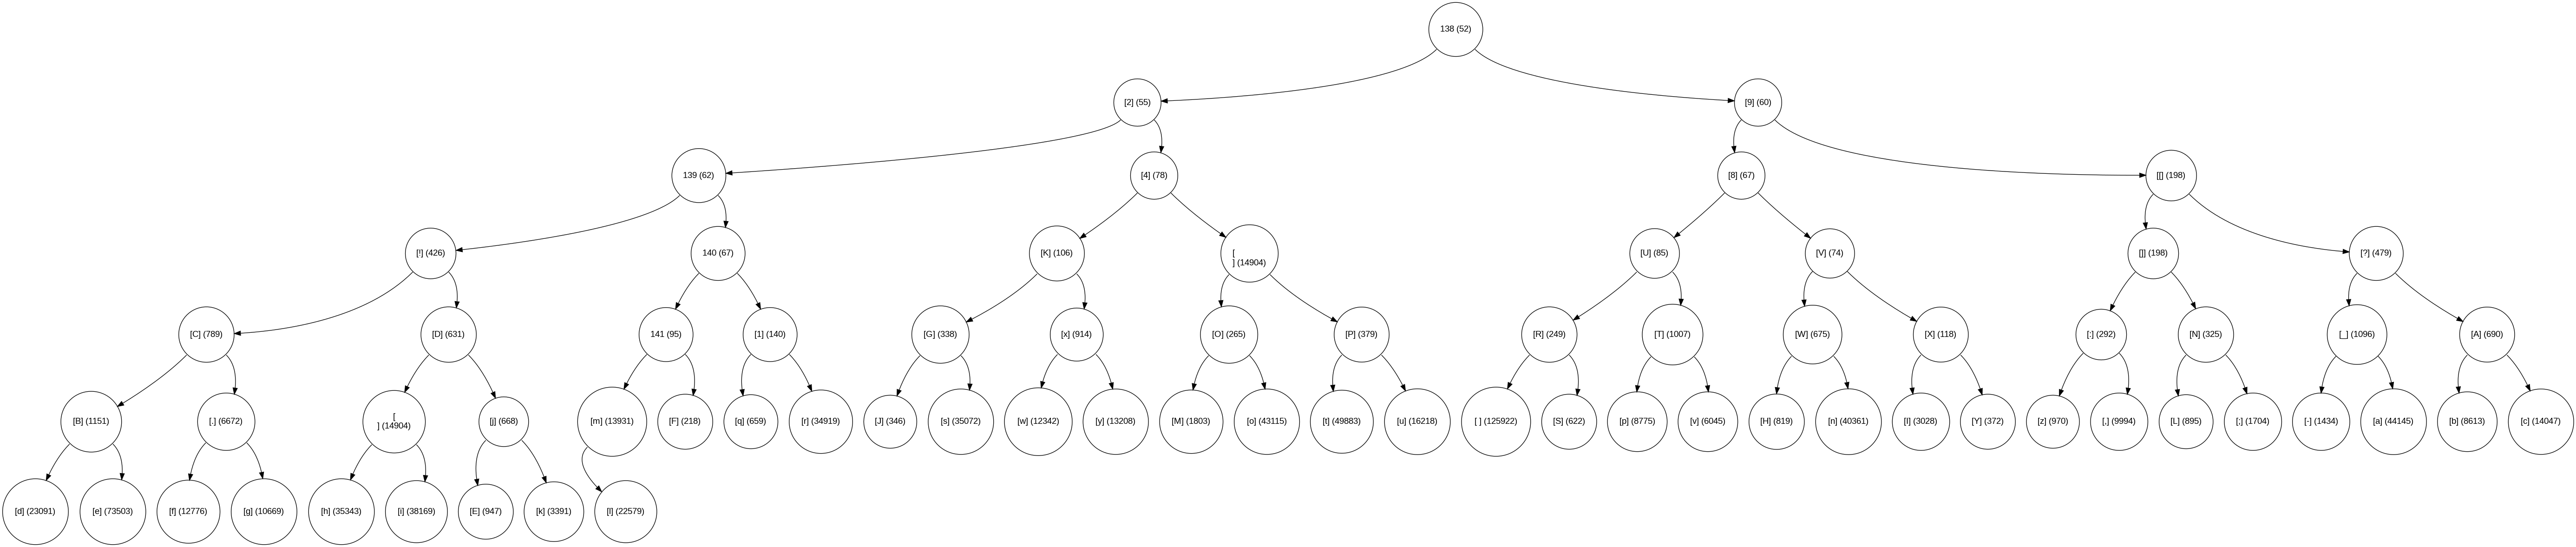 138 (52)
[2] (55)
[9] (60)
139 (62)
[4] (78)
[8] (67)
[[] (198)
[!] (426)
140 (67)
[K] (106)
[
] (14904)
[U] (85)
[V] (74)
[]] (198)
[?] (479)
[C] (789)
[D] (631)
141 (95)
[1] (140)
[G] (338)
[x] (914)
[O] (265)
[P] (379)
[R] (249)
[T] (1007)
[W] (675)
[X] (118)
[:] (292)
[N] (325)
[_] (1096)
[A] (690)
[B] (1151)
[.] (6672)
[
] (14904)
[j] (668)
[m] (13931)
[F] (218)
[q] (659)
[r] (34919)
[J] (346)
[s] (35072)
[w] (12342)
[y] (13208)
[M] (1803)
[o] (43115)
[t] (49883)
[u] (16218)
[ ] (125922)
[S] (622)
[p] (8775)
[v] (6045)
[H] (819)
[n] (40361)
[I] (3028)
[Y] (372)
[z] (970)
[,] (9994)
[L] (895)
[;] (1704)
[-] (1434)
[a] (44145)
[b] (8613)
[c] (14047)
[d] (23091)
[e] (73503)
[f] (12776)
[g] (10669)
[h] (35343)
[i] (38169)
[E] (947)
[k] (3391)
[l] (22579)